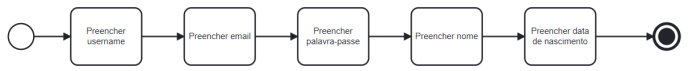 Preencher
username
Preencher email
Preencher
palavra-passe
Preencher nome
Preencher data
de nascimento